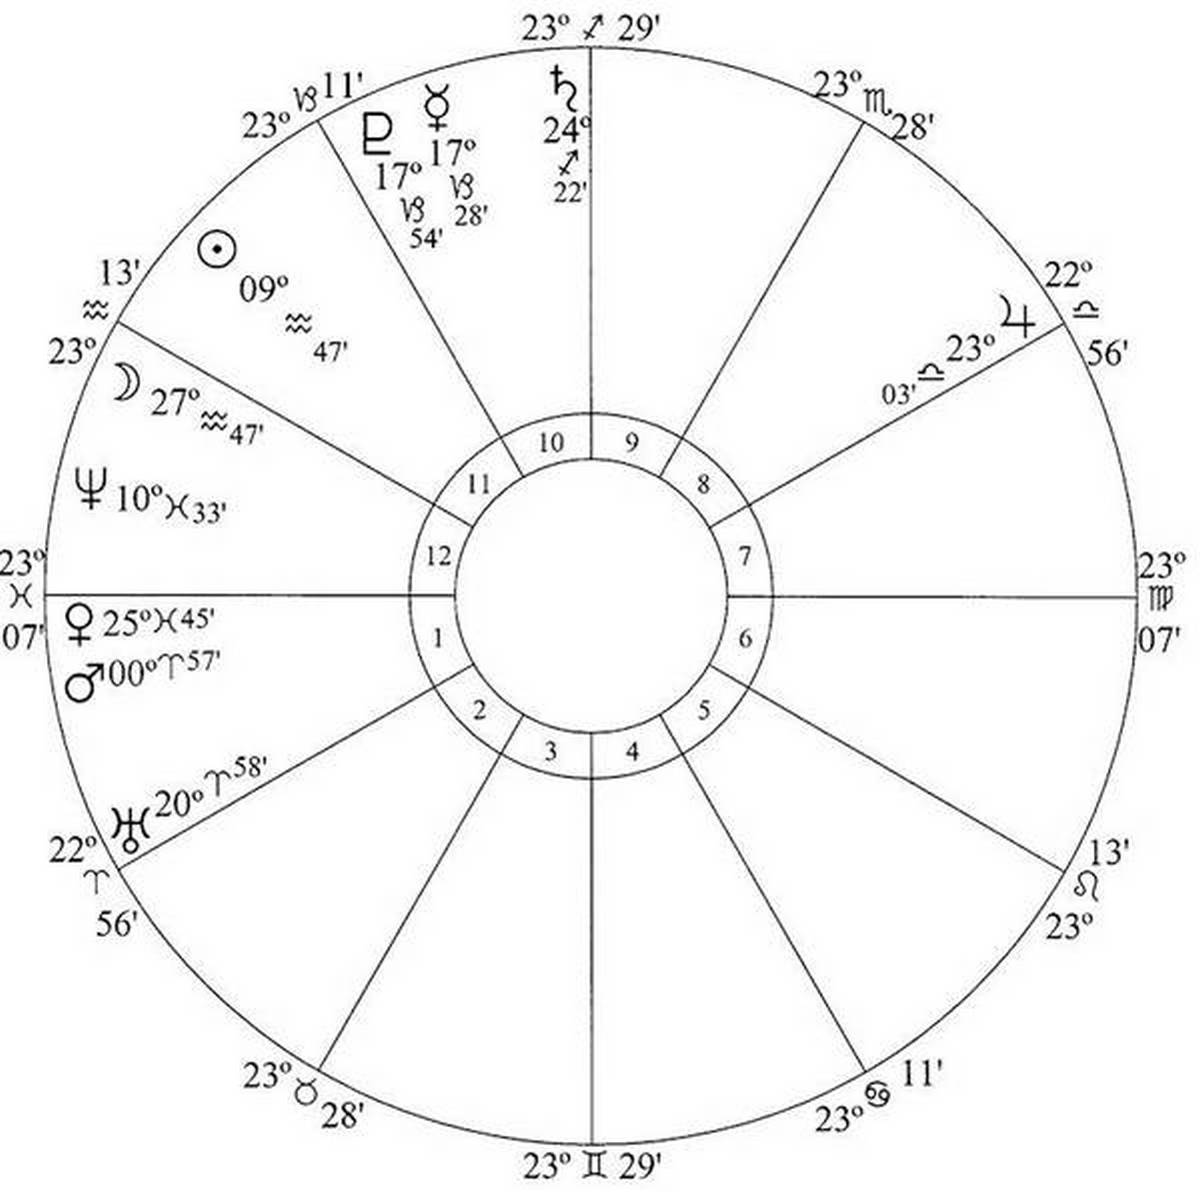 23° ♐ 29'
23° ♑ 11'
23° ♏ 28'
♇ 17° ♑ 54'
☿ 17° ♑ 28'
♄ 24° ♐ 22'
☉ 09° ♒ 47'
13' ♒ 23°
22° ♎ 56'
♃ 23° ♎ 03'
☽ 27° ♒ 47'
♆ 10° ♓ 33'
10 9
11 8
12 7
1 6
2 5
3 4
23° ♓ 07'
23° ♍ 07'
♀ 25° ♓ 45'
♂ 00° ♈ 57'
♅ 20° ♈ 58'
22° ♈ 56'
13' ♌ 23°
23° ♉ 28'
23° ♋ 11'
23° ♊ 29'